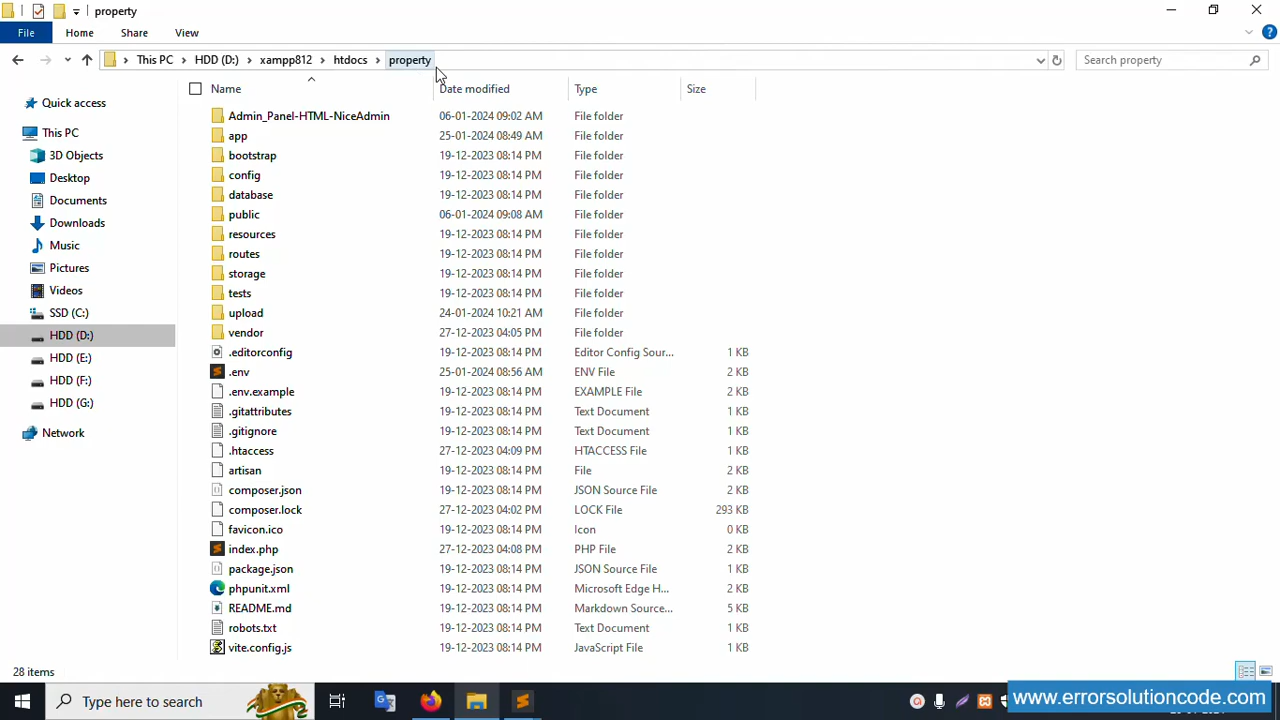 property
File Home Share View
This PC HDD (D:) xampp812 htdocs property Search property
Name Date modified Type Size
Quick access
This PC
3D Objects
Desktop
Documents
Downloads
Music
Pictures
Videos
SSD (C:)
HDD (D:)
HDD (E:)
HDD (F:)
HDD (G:)
Network
Admin_Panel-HTML-NiceAdmin 06-01-2024 09:02 AM File folder
app 25-01-2024 08:49 AM File folder
bootstrap 19-12-2023 08:14 PM File folder
config 19-12-2023 08:14 PM File folder
database 19-12-2023 08:14 PM File folder
public 06-01-2024 09:08 AM File folder
resources 19-12-2023 08:14 PM File folder
routes 19-12-2023 08:14 PM File folder
storage 19-12-2023 08:14 PM File folder
tests 19-12-2023 08:14 PM File folder
upload 24-01-2024 10:21 AM File folder
vendor 27-12-2023 04:05 PM File folder
.editorconfig 19-12-2023 08:14 PM Editor Config Sour... 1 KB
.env 25-01-2024 08:56 AM ENV File 2 KB
.env.example 19-12-2023 08:14 PM EXAMPLE File 2 KB
.gitattributes 19-12-2023 08:14 PM Text Document 1 KB
.gitignore 19-12-2023 08:14 PM Text Document 1 KB
.htaccess 27-12-2023 04:09 PM HTACCESS File 1 KB
artisan 19-12-2023 08:14 PM File 2 KB
composer.json 19-12-2023 08:14 PM JSON Source File 2 KB
composer.lock 27-12-2023 04:02 PM LOCK File 293 KB
favicon.ico 19-12-2023 08:14 PM Icon 0 KB
index.php 27-12-2023 04:08 PM PHP File 2 KB
package.json 19-12-2023 08:14 PM JSON Source File 1 KB
phpunit.xml 19-12-2023 08:14 PM Microsoft Edge H... 2 KB
README.md 19-12-2023 08:14 PM Markdown Source... 5 KB
robots.txt 19-12-2023 08:14 PM Text Document 1 KB
vite.config.js 19-12-2023 08:14 PM JavaScript File 1 KB
28 items
Type here to search
www.errorsolutioncode.com